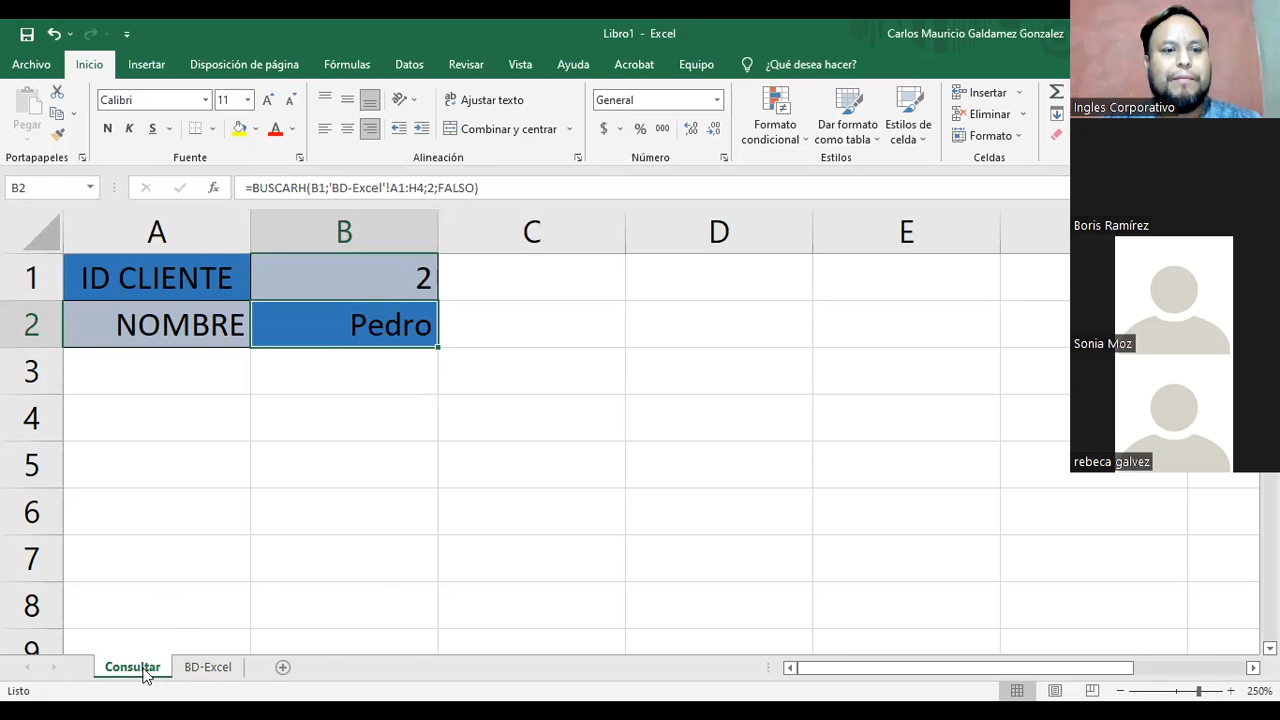 Libro1 - Excel
Carlos Mauricio Galdamez Gonzalez
Archivo Inicio Insertar Disposición de página Fórmulas Datos Revisar Vista Ayuda Acrobat Equipo ¿Qué desea hacer?
Pegar
Calibri 11
N K S A
Ajustar texto
Combinar y centrar
General
$ % 000
Formato condicional
Dar formato como tabla
Estilos de celda
Insertar
Eliminar
Formato
Portapapeles Fuente Alineación Número Estilos Celdas
B2 fx =BUSCARH(B1;'BD-Excel'!A1:H4;2;FALSO)
A B C D E
1 ID CLIENTE 2
2 NOMBRE Pedro
3
4
5
6
7
8
9
Consultar BD-Excel
Listo
250%
Ingles Corporativo
Boris Ramírez
Sonia Moz
rebeca galvez